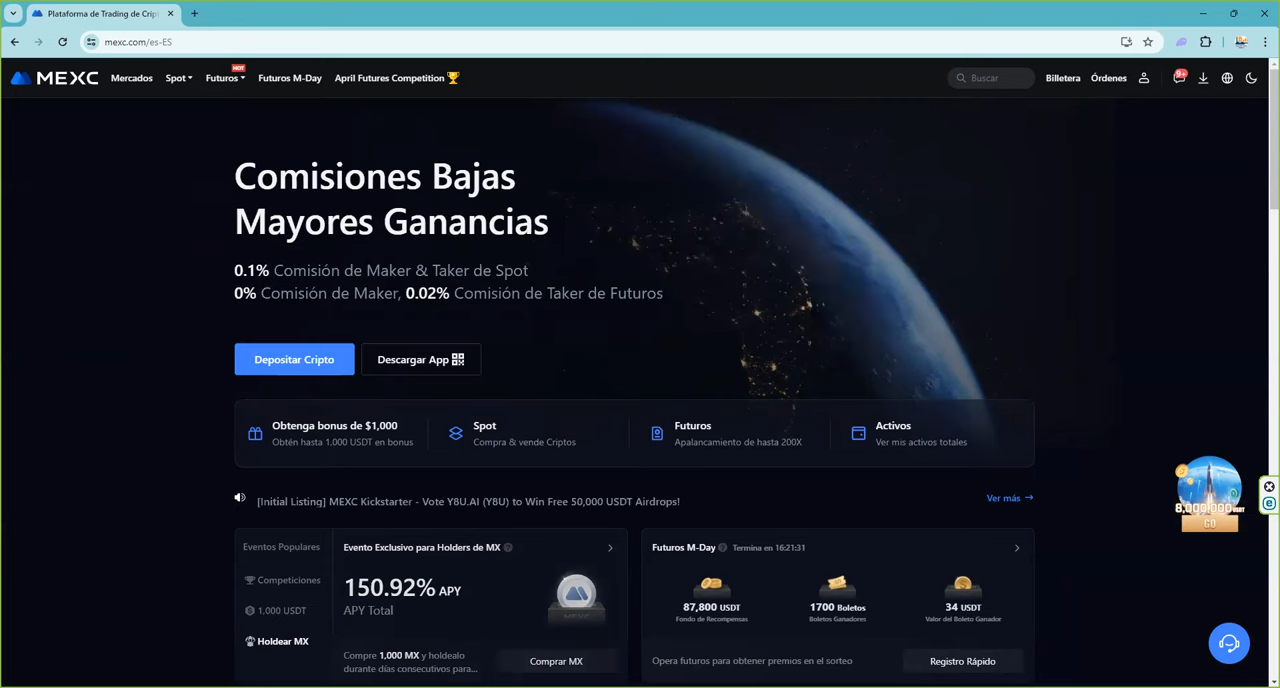 Plataforma de Trading de Crip
mexc.com/es-ES
MEXC Mercados Spot Futuros HOT Futuros M-Day April Futures Competition Buscar Billetera Órdenes 9+
Comisiones Bajas
Mayores Ganancias
0.1% Comisión de Maker & Taker de Spot
0% Comisión de Maker, 0.02% Comisión de Taker de Futuros
Depositar Cripto Descargar App
Obtenga bonus de $1,000
Obtén hasta 1.000 USDT en bonus
Spot
Compra & vende Criptos
Futuros
Apalancamiento de hasta 200X
Activos
Ver mis activos totales
[Initial Listing] MEXC Kickstarter - Vote Y8U.AI (Y8U) to Win Free 50,000 USDT Airdrops!
Ver más →
8,000,000 USDT
GO
Eventos Populares
Competiciones
1,000 USDT
Holdear MX
Evento Exclusivo para Holders de MX
150.92% APY
APY Total
MEXC
Compre 1,000 MX y holdealo
durante días consecutivos para...
Comprar MX
Futuros M-Day Termina en 16:21:31
87,800 USDT
Fondo de Recompensas
1700 Boletos
Boletos Ganadores
34 USDT
Valor del Boleto Ganador
Opera futuros para obtener premios en el sorteo
Registro Rápido